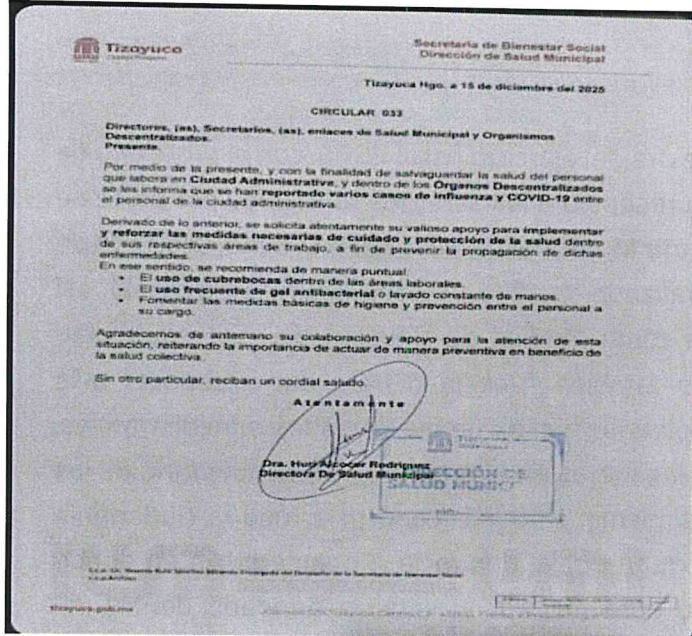 Tizayuca
Secretaría de Bienestar Social
Dirección de Salud Municipal
Tizayuca Hgo. a 15 de diciembre del 2025
CIRCULAR 033
Directores, (as), Secretarios, (as), enlaces de Salud Municipal y Organismos
Descentralizados.
Presente.
Por medio de la presente, y con la finalidad de salvaguardar la salud del personal
que labora en Ciudad Administrativa, y dentro de los Órganos Descentralizados
se les informa que se han reportado varios casos de influenza y COVID-19 entre
el personal de la ciudad administrativa.
Derivado de lo anterior, se solicita atentamente su valioso apoyo para implementar
y reforzar las medidas necesarias de cuidado y protección de la salud dentro
de sus respectivas áreas de trabajo, a fin de prevenir la propagación de dichas
enfermedades.
En ese sentido, se recomienda de manera puntual:
• El uso de cubrebocas dentro de las áreas laborales.
• El uso frecuente de gel antibacterial o lavado constante de manos.
• Fomentar las medidas básicas de higiene y prevención entre el personal a
su cargo.
Agradecemos de antemano su colaboración y apoyo para la atención de esta
situación, reiterando la importancia de actuar de manera preventiva en beneficio de
la salud colectiva.
Sin otro particular, reciban un cordial saludo.
Atentamente
Dra. Alcocer Rodríguez
Directora De Salud Municipal
DIRECCIÓN DE
SALUD MUNICI
tizayuca.gob.mx